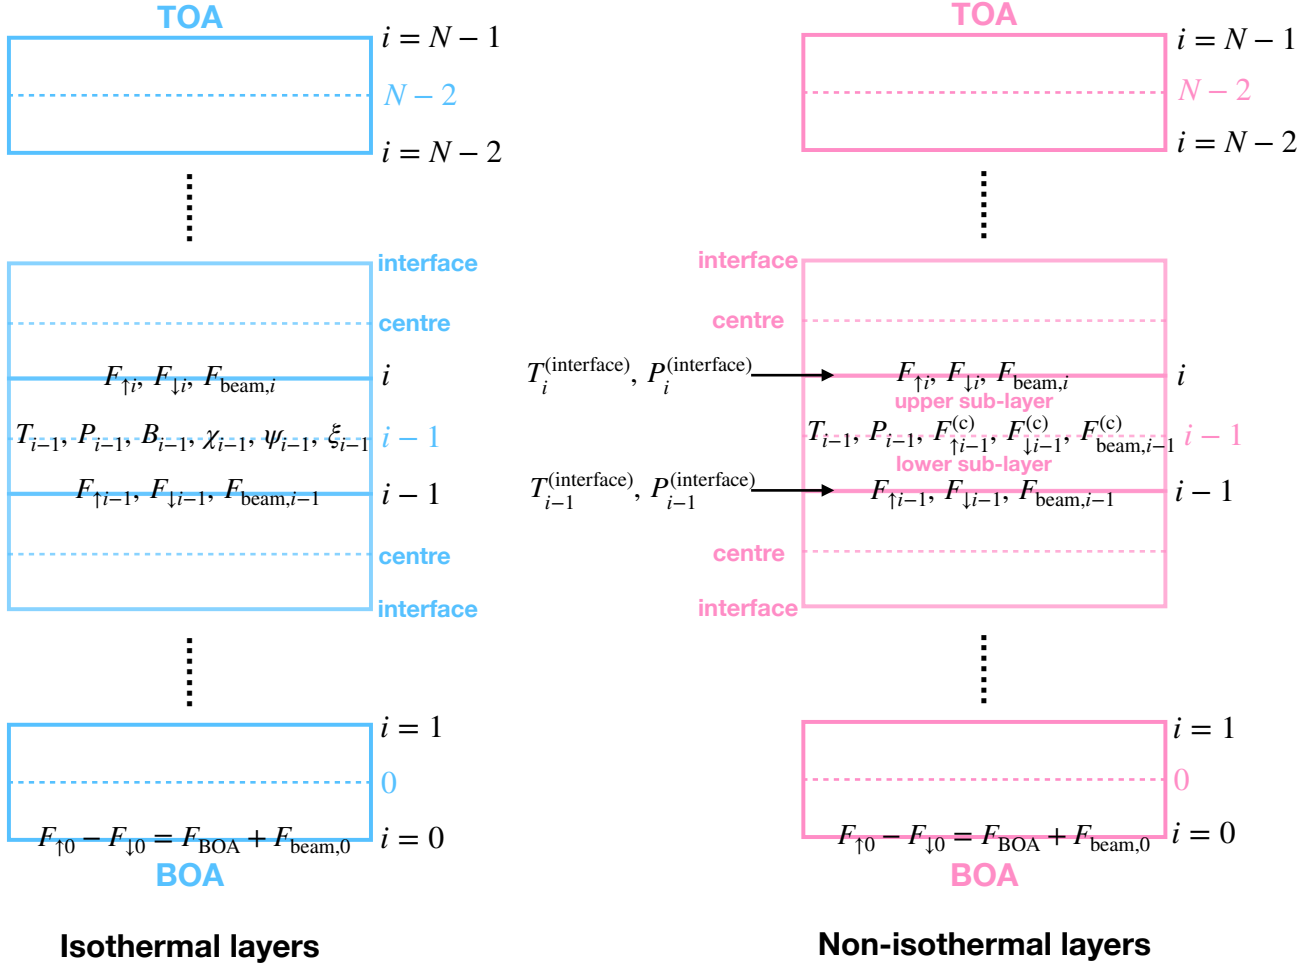 TOA
i = N − 1
N − 2
i = N − 2
interface
centre
F↑i, F↓i, Fbeam,i
i
Ti−1, Pi−1, Bi−1, χi−1, ψi−1, ξi−1
i − 1
F↑i−1, F↓i−1, Fbeam,i−1
i − 1
centre
interface
i = 1
0
F↑0 − F↓0 = FBOA + Fbeam,0
i = 0
BOA
Isothermal layers
TOA
i = N − 1
N − 2
i = N − 2
interface
centre
Ti(interface), Pi(interface)
F↑i, F↓i, Fbeam,i
i
upper sub-layer
Ti−1, Pi−1, F↑i−1(c), F↓i−1(c), Fbeam,i−1(c)
i − 1
lower sub-layer
Ti−1(interface), Pi−1(interface)
F↑i−1, F↓i−1, Fbeam,i−1
i − 1
centre
interface
i = 1
0
F↑0 − F↓0 = FBOA + Fbeam,0
i = 0
BOA
Non-isothermal layers